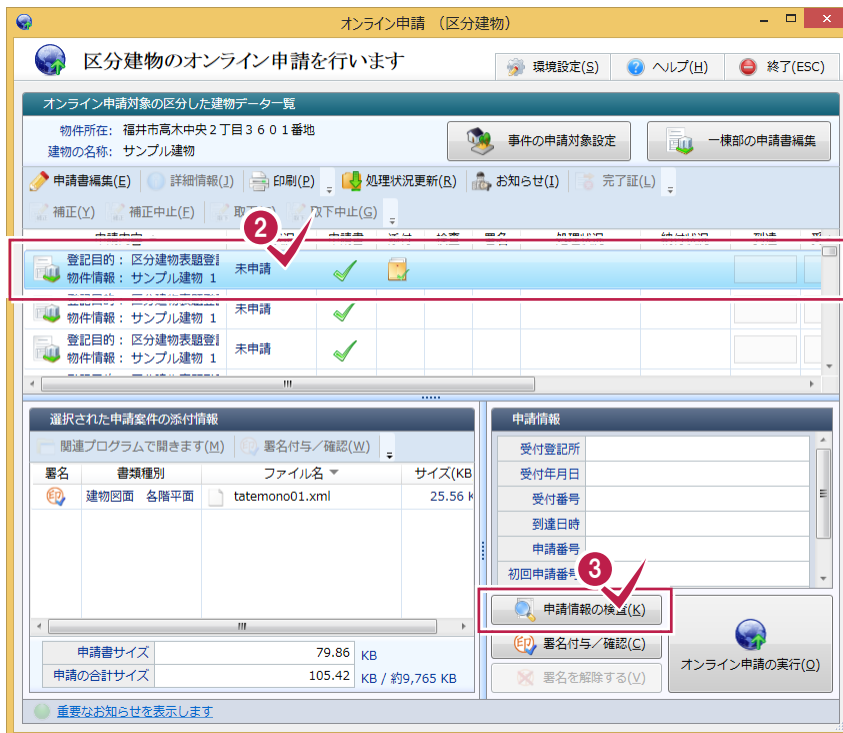 オンライン申請 （区分建物）
区分建物のオンライン申請を行います
環境設定(S)
ヘルプ(H)
終了(ESC)
オンライン申請対象の区分した建物データ一覧
物件所在: 福井市高木中央２丁目３６０１番地
建物の名称: サンプル建物
事件の申請対象設定
一棟部の申請書編集
申請書編集(E)
詳細情報(J)
印刷(P)
処理状況更新(R)
お知らせ(I)
完了証(L)
補正(Y)
補正中止(F)
取下中止(G)
2
登記目的： 区分建物表題登
物件情報： サンプル建物 1
未申請
物件情報： サンプル建物 1
未申請
登記目的： 区分建物表題登
物件情報： サンプル建物 1
未申請
選択された申請案件の添付情報
関連プログラムで開きます(M)
署名付与／確認(W)
署名 書類種別 ファイル名 サイズ(KB
建物図面 各階平面 tatemono01.xml 25.56 K
申請書サイズ 79.86 KB
申請の合計サイズ 105.42 KB / 約9,765 KB
申請情報
受付登記所
受付年月日
受付番号
到達日時
申請番号
初回申請番号
3
申請情報の検査(K)
署名付与／確認(C)
署名を解除する(V)
オンライン申請の実行(O)
重要なお知らせを表示します